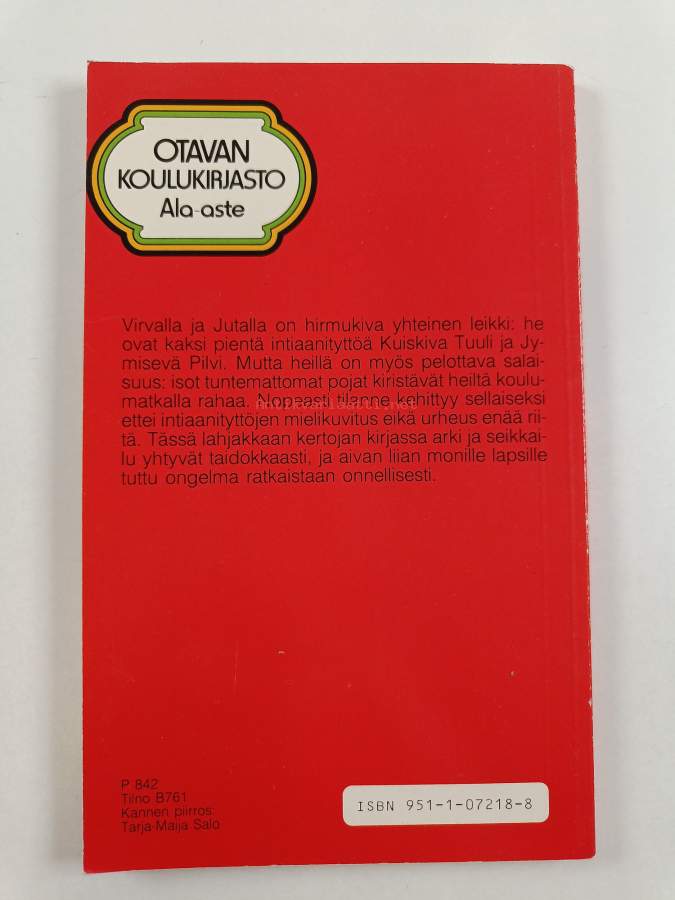 OTAVAN
KOULUKIRJASTO
Ala-aste
Virvalla ja Jutalla on hirmukiva yhteinen leikki: he
ovat kaksi pientä intiaanityttöä Kuiskiva Tuuli ja Jy-
misevä Pilvi. Mutta heillä on myös pelottava salai-
suus: isot tuntemattomat pojat kiristävät heiltä koulu-
matkalla rahaa. Nopeasti tilanne kehittyy sellaiseksi
antikvariaatti.net
ettei intiaanityttöjen mielikuvitus eikä urheus enää rii-
tä. Tässä lahjakkaan kertojan kirjassa arki ja seikkai-
lu yhtyvät taidokkaasti, ja aivan liian monille lapsille
tuttu ongelma ratkaistaan onnellisesti.
P 842
Tilno B761
Kannen piirros:
Tarja-Maija Salo
ISBN 951-1-07218-8